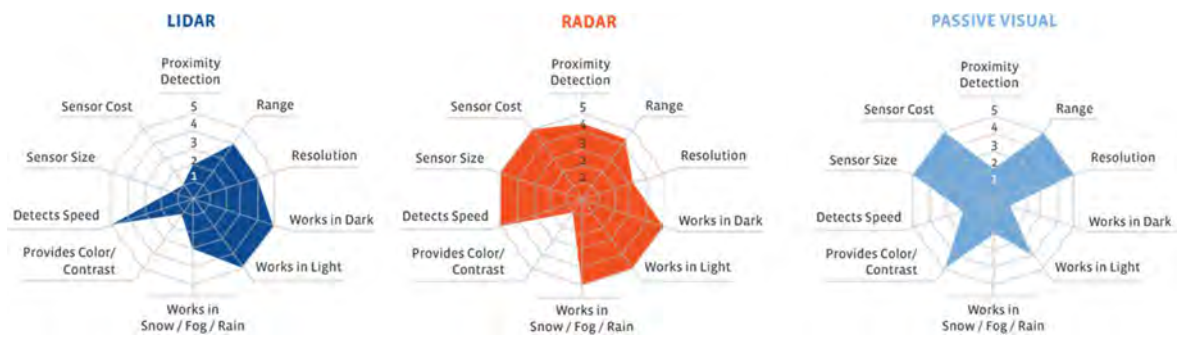 LIDAR
Proximity
Detection
Sensor Cost
Range
Sensor Size
Resolution
Detects Speed
Works in Dark
Provides Color/
Contrast
Works in Light
Works in
Snow / Fog / Rain
5
4
3
2
1
RADAR
Proximity
Detection
Sensor Cost
Range
Sensor Size
Resolution
Detects Speed
Works in Dark
Provides Color/
Contrast
Works in Light
Works in
Snow / Fog / Rain
5
4
3
2
1
PASSIVE VISUAL
Proximity
Detection
Sensor Cost
Range
Sensor Size
Resolution
Detects Speed
Works in Dark
Provides Color/
Contrast
Works in Light
Works in
Snow / Fog / Rain
5
4
3
2
1